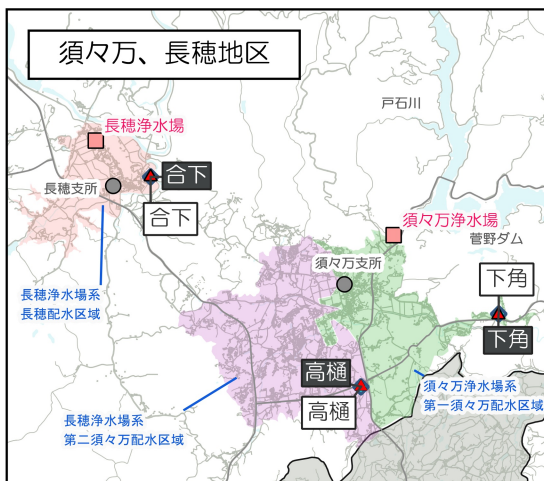 須々万、長穂地区
戸石川
長穂浄水場
合下
長穂支所
合下
須々万浄水場
菅野ダム
須々万支所
下角
長穂浄水場系
長穂配水区域
下角
高樋
須々万浄水場系
第一須々万配水区域
高樋
長穂浄水場系
第二須々万配水区域